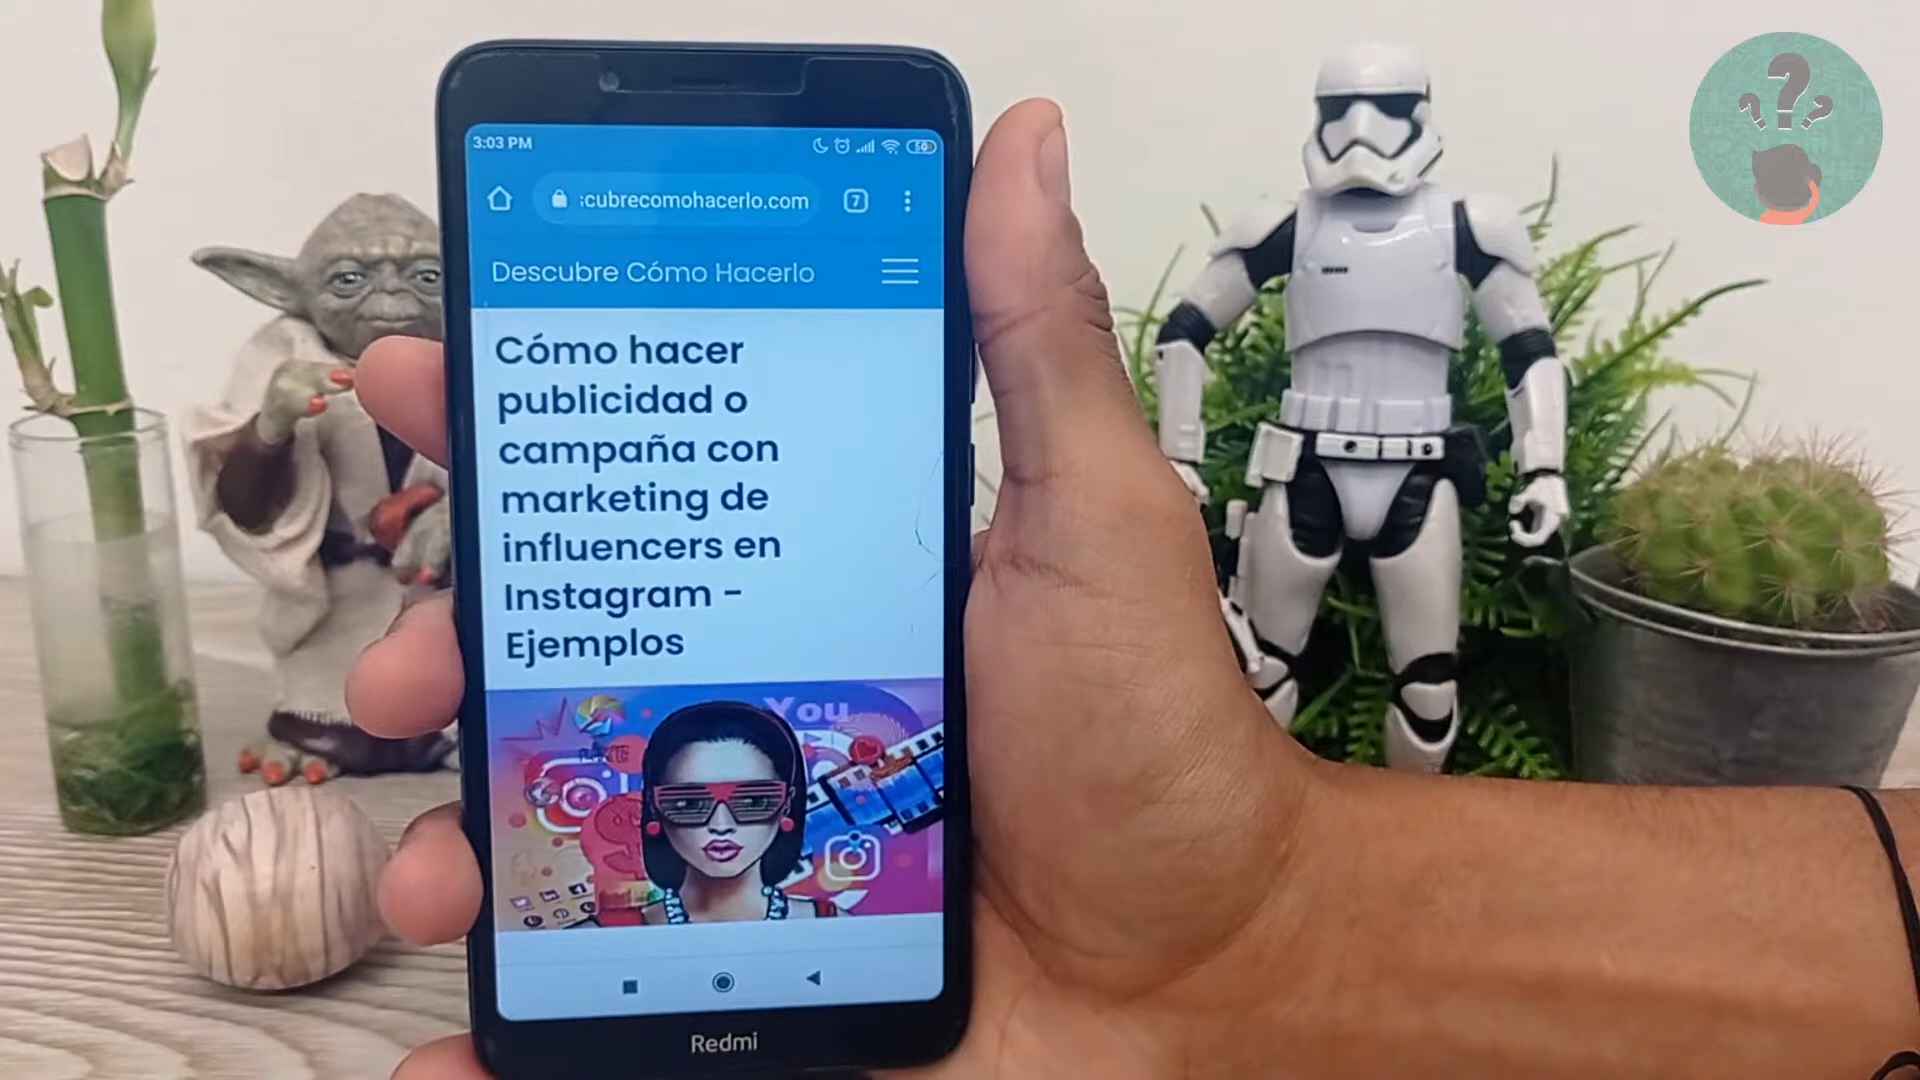 3:03 PM
50
:cubrecomohacerlo.com
7
Descubre Cómo Hacerlo
Cómo hacer
publicidad o
campaña con
marketing de
influencers en
Instagram -
Ejemplos
You
Redmi